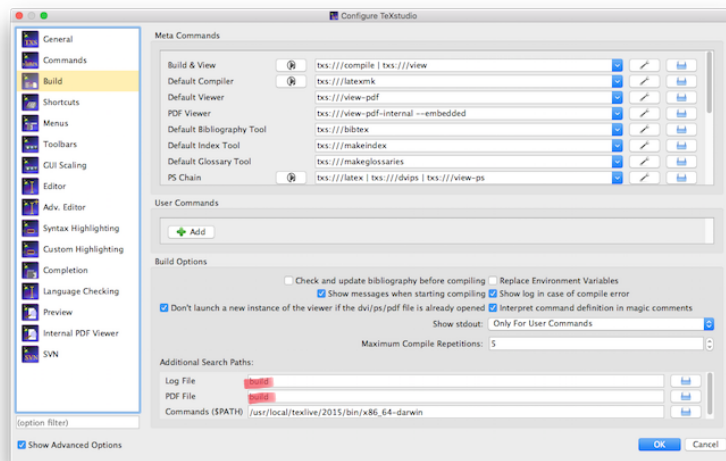 Configure TeXstudio
General
Commands
Build
Shortcuts
Menus
Toolbars
GUI Scaling
Editor
Adv. Editor
Syntax Highlighting
Custom Highlighting
Completion
Language Checking
Preview
Internal PDF Viewer
SVN
(option filter)
Show Advanced Options
Meta Commands
Build & View txs:///compile | txs:///view
Default Compiler txs:///latexmk
Default Viewer txs:///view-pdf
PDF Viewer txs:///view-pdf-internal --embedded
Default Bibliography Tool txs:///bibtex
Default Index Tool txs:///makeindex
Default Glossary Tool txs:///makeglossaries
PS Chain txs:///latex | txs:///dvips | txs:///view-ps
User Commands
Add
Build Options
Check and update bibliography before compiling Replace Environment Variables
Show messages when starting compiling Show log in case of compile error
Don't launch a new instance of the viewer if the dvi/ps/pdf file is already opened Interpret command definition in magic comments
Show stdout: Only For User Commands
Maximum Compile Repetitions: 5
Additional Search Paths:
Log File build
PDF File build
Commands ($PATH) /usr/local/texlive/2015/bin/x86_64-darwin
OK Cancel